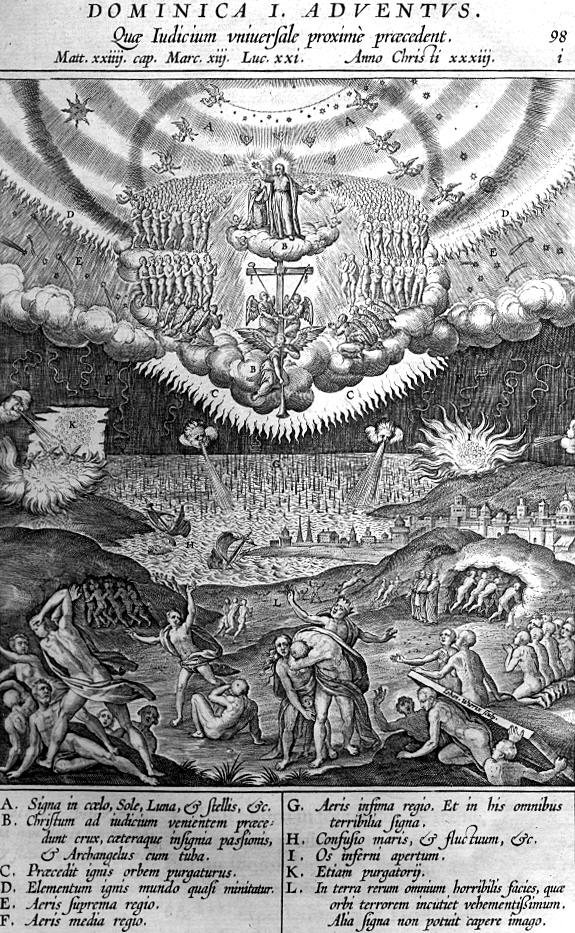 DOMINICA I. ADVENTVS.
Quæ Iudicium vniuersale proximè præcedent.
98
Matt. xxiiij. cap. Marc. xiij. Luc. xxi. Anno Christi xxxiij.
i
A
A
B
D
D
E
E
B
C
C
F
K
I
G
H
L
A. Signa in cœlo, Sole, Luna, & stellis, &c.
B. Christum ad iudicium venientem præce-
dunt crux, cæteraque insignia passionis,
& Archangelus cum tuba.
C. Præcedit ignis orbem purgaturus.
D. Elementum ignis mundo quasi minitatur.
E. Aeris suprema regio.
F. Aeris media regio.
G. Aeris infima regio. Et in his omnibus
terribilia signa.
H. Confusio maris, & fluctuum, &c.
I. Os inferni apertum.
K. Etiam purgatorij.
L. In terra rerum omnium horribilis facies, quæ
orbi terrorem incutiet vehementissimum.
Alia signa non potuit capere imago.